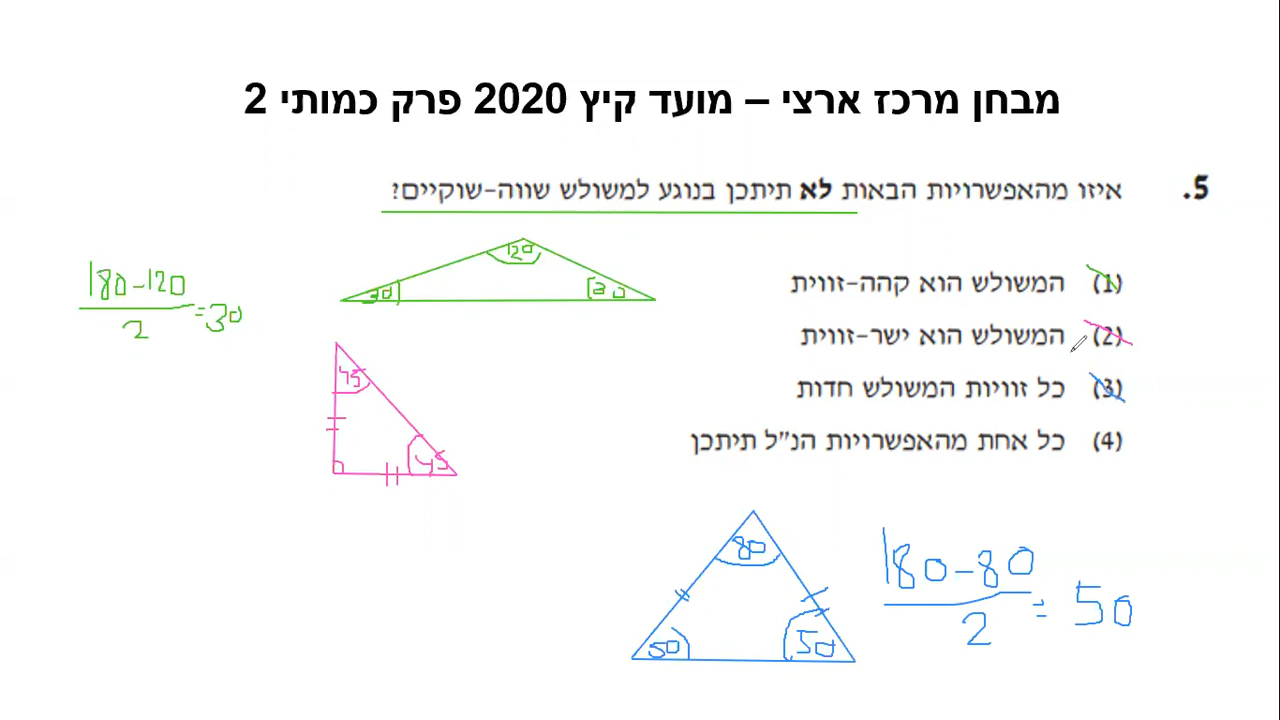 מבחן מרכז ארצי – מועד קיץ 2020 פרק כמותי 2
5. איזו מהאפשרויות הבאות לא תיתכן בנוגע למשולש שווה-שוקיים?
(1) המשולש הוא קהה-זווית
(2) המשולש הוא ישר-זווית
(3) כל זוויות המשולש חדות
(4) כל אחת מהאפשרויות הנ"ל תיתכן
120
30
30
180-120
2
=30
45
45
80
50
50
180-80
2
= 50